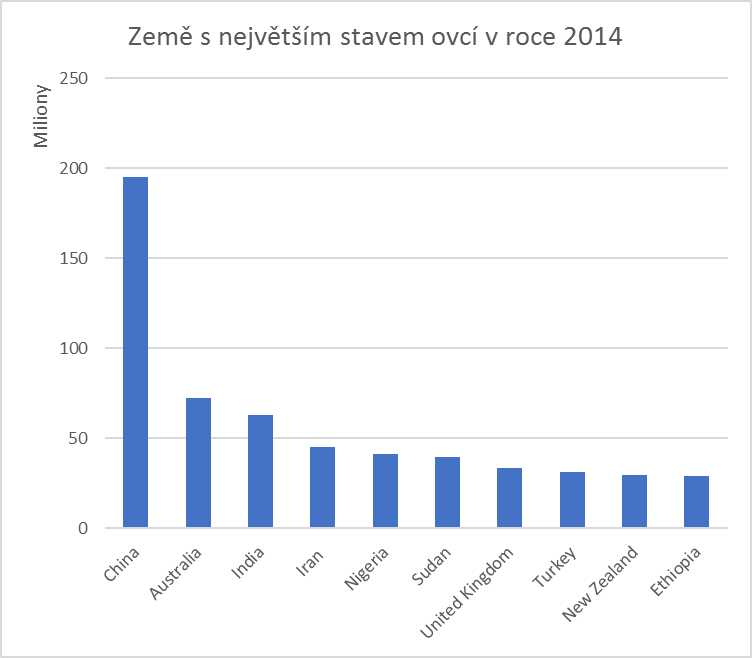 Země s největším stavem ovcí v roce 2014
Miliony
250
200
150
100
50
0
China
Australia
India
Iran
Nigeria
Sudan
United Kingdom
Turkey
New Zealand
Ethiopia